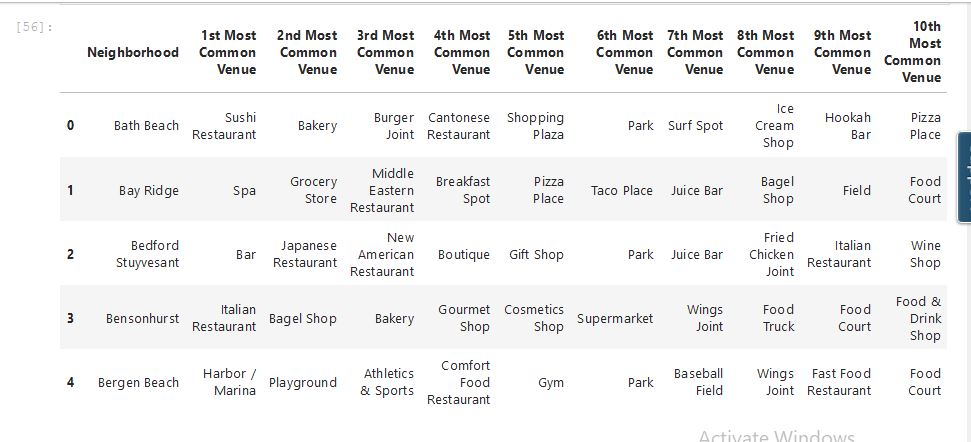 [56]:
Neighborhood 1st Most Common Venue 2nd Most Common Venue 3rd Most Common Venue 4th Most Common Venue 5th Most Common Venue 6th Most Common Venue 7th Most Common Venue 8th Most Common Venue 9th Most Common Venue 10th Most Common Venue
0 Bath Beach Sushi Restaurant Bakery Burger Joint Cantonese Restaurant Shopping Plaza Park Surf Spot Ice Cream Shop Hookah Bar Pizza Place
1 Bay Ridge Spa Grocery Store Middle Eastern Restaurant Breakfast Spot Pizza Place Taco Place Juice Bar Bagel Shop Field Food Court
2 Bedford Stuyvesant Bar Japanese Restaurant New American Restaurant Boutique Gift Shop Park Juice Bar Fried Chicken Joint Italian Restaurant Wine Shop
3 Bensonhurst Italian Restaurant Bagel Shop Bakery Gourmet Shop Cosmetics Shop Supermarket Wings Joint Food Truck Food Court Food & Drink Shop
4 Bergen Beach Harbor / Marina Playground Athletics & Sports Comfort Food Restaurant Gym Park Baseball Field Wings Joint Fast Food Restaurant Food Court
Activate Windows